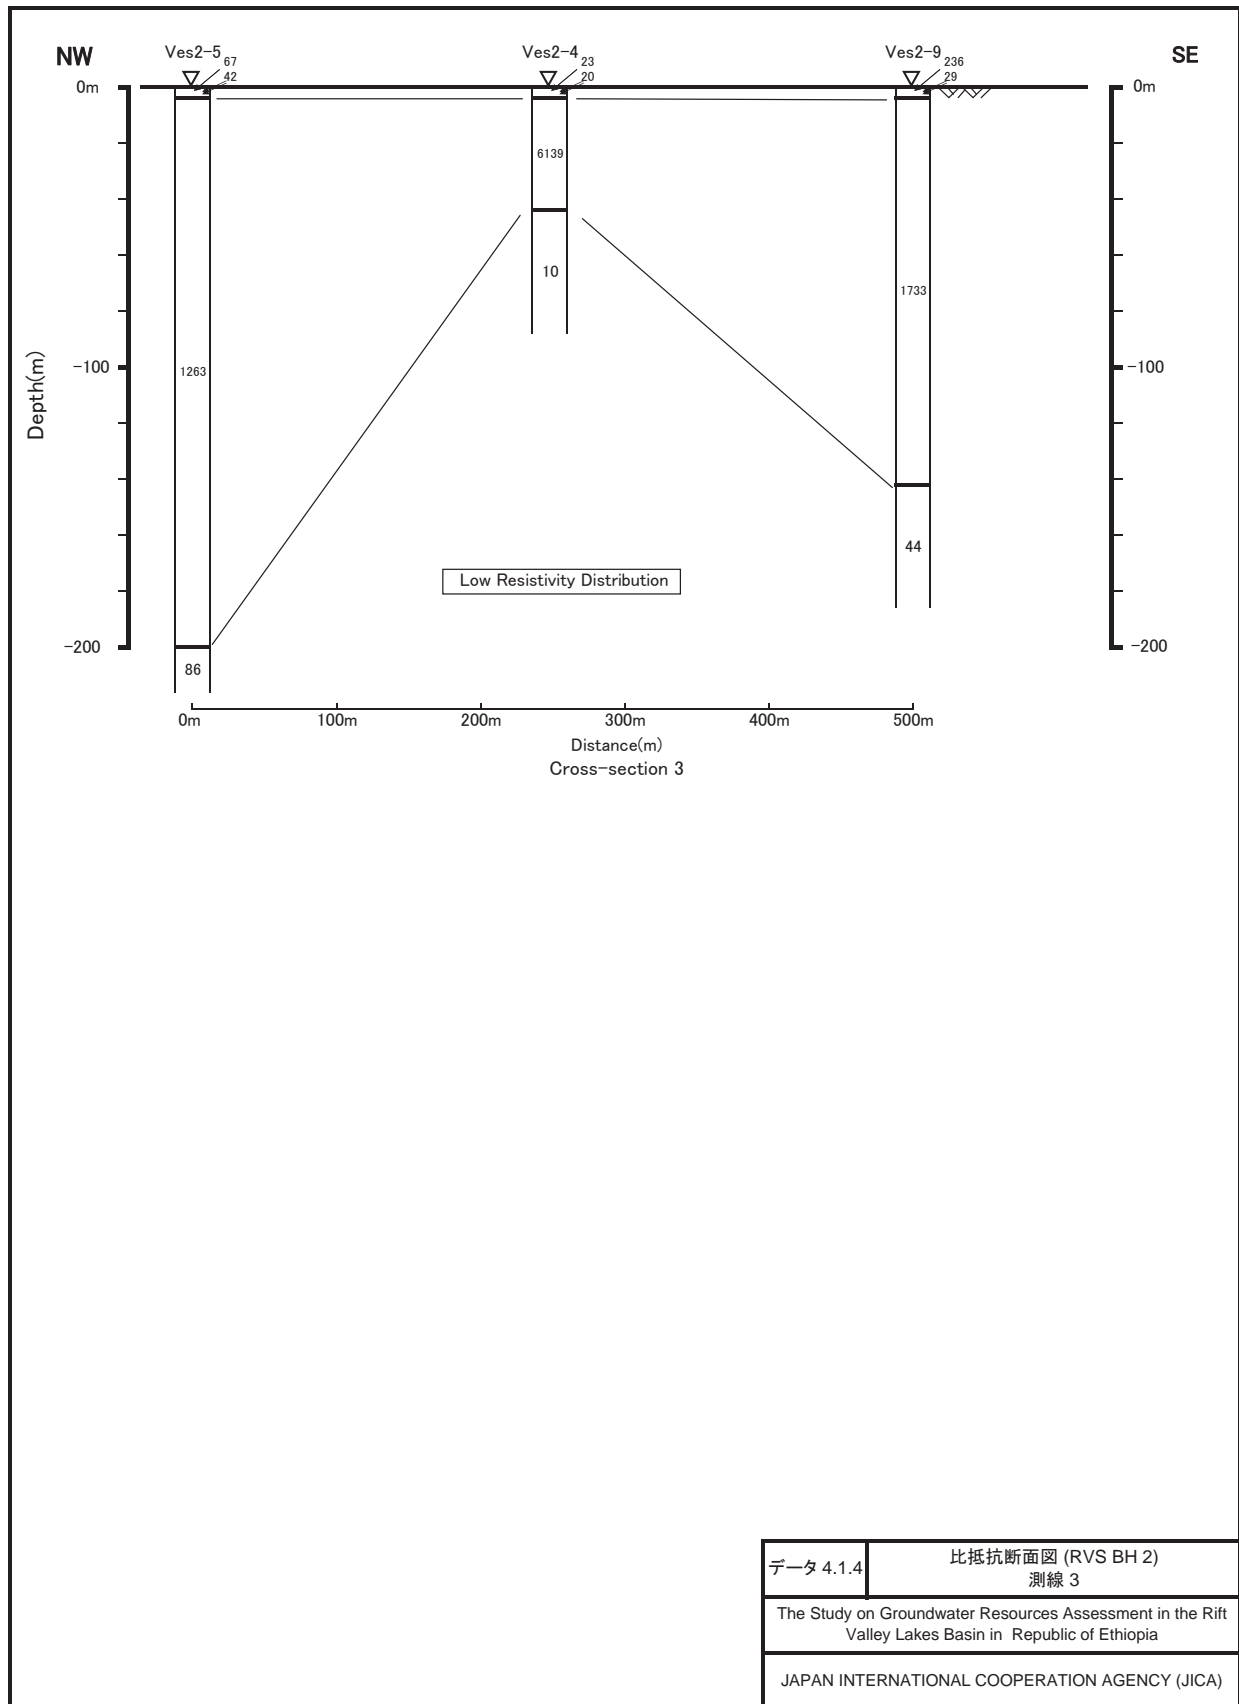 NW
Ves2-5
67
42
Ves2-4
23
20
Ves2-9
236
29
SE
0m
0m
6139
10
1733
Depth(m)
-100
1263
-100
44
Low Resistivity Distribution
-200
-200
86
0m 100m 200m 300m 400m 500m
Distance(m)
Cross-section 3
データ 4.1.4
比抵抗断面図 (RVS BH 2)
測線 3
The Study on Groundwater Resources Assessment in the Rift
Valley Lakes Basin in Republic of Ethiopia
JAPAN INTERNATIONAL COOPERATION AGENCY (JICA)